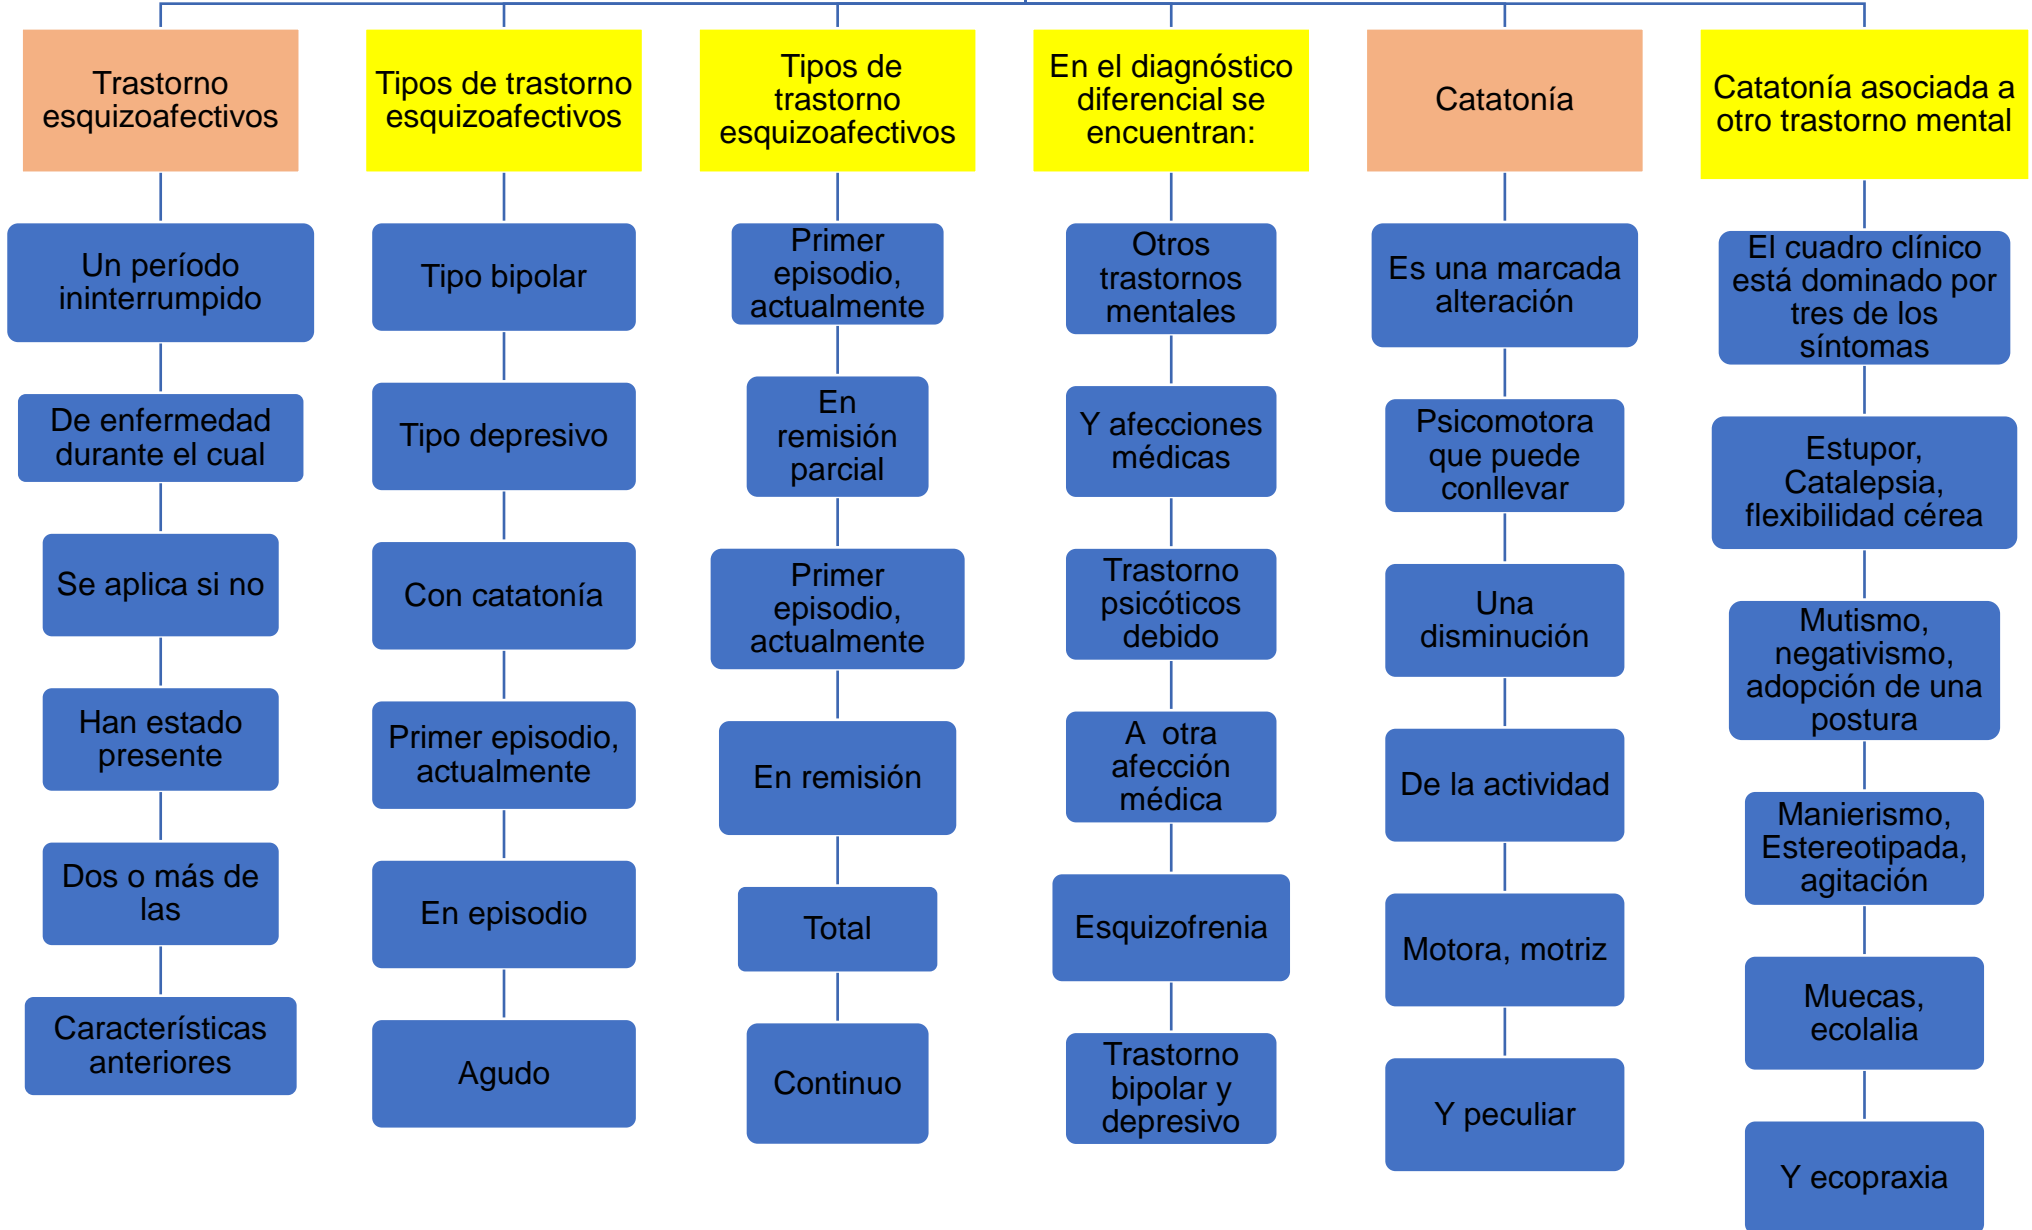 Trastorno
esquizoafectivos
Un período
ininterrumpido
De enfermedad
durante el cual
Se aplica si no
Han estado
presente
Dos o más de
las
Características
anteriores
Tipos de trastorno
esquizoafectivos
Tipo bipolar
Tipo depresivo
Con catatonía
Primer episodio,
actualmente
En episodio
Agudo
Tipos de
trastorno
esquizoafectivos
Primer
episodio,
actualmente
En
remisión
parcial
Primer
episodio,
actualmente
En remisión
Total
Continuo
En el diagnóstico
diferencial se
encuentran:
Otros
trastornos
mentales
Y afecciones
médicas
Trastorno
psicóticos
debido
A otra
afección
médica
Esquizofrenia
Trastorno
bipolar y
depresivo
Catatonía
Es una marcada
alteración
Psicomotora
que puede
conllevar
Una
disminución
De la actividad
Motora, motriz
Y peculiar
Catatonía asociada a
otro trastorno mental
El cuadro clínico
está dominado por
tres de los
síntomas
Estupor,
Catalepsia,
flexibilidad cérea
Mutismo,
negativismo,
adopción de una
postura
Manierismo,
Estereotipada,
agitación
Muecas,
ecolalia
Y ecopraxia